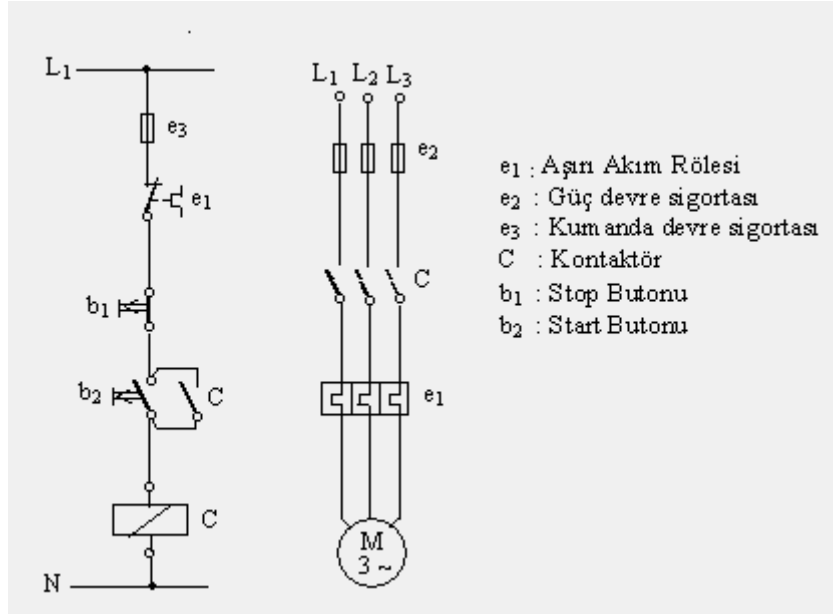 L1
e3
e1
b1
b2
C
C
N
L1 L2 L3
e2
C
e1
M
3 ~
e1 : Aşırı Akım Rölesi
e2 : Güç devre sigortası
e3 : Kumanda devre sigortası
C : Kontaktör
b1 : Stop Butonu
b2 : Start Butonu